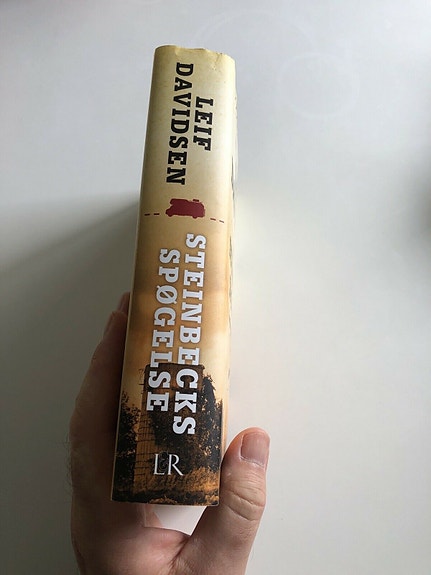 LEIF
DAVIDSEN
STEINBECKS
SPØGELSE
LR